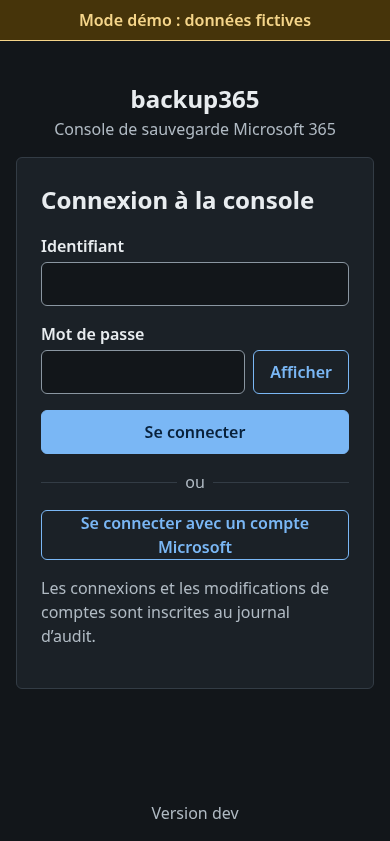 Mode démo : données fictives
backup365
Console de sauvegarde Microsoft 365
Connexion à la console
Identifiant
Mot de passe
Afficher
Se connecter
ou
Se connecter avec un compte
Microsoft
Les connexions et les modifications de
comptes sont inscrites au journal
d’audit.
Version dev